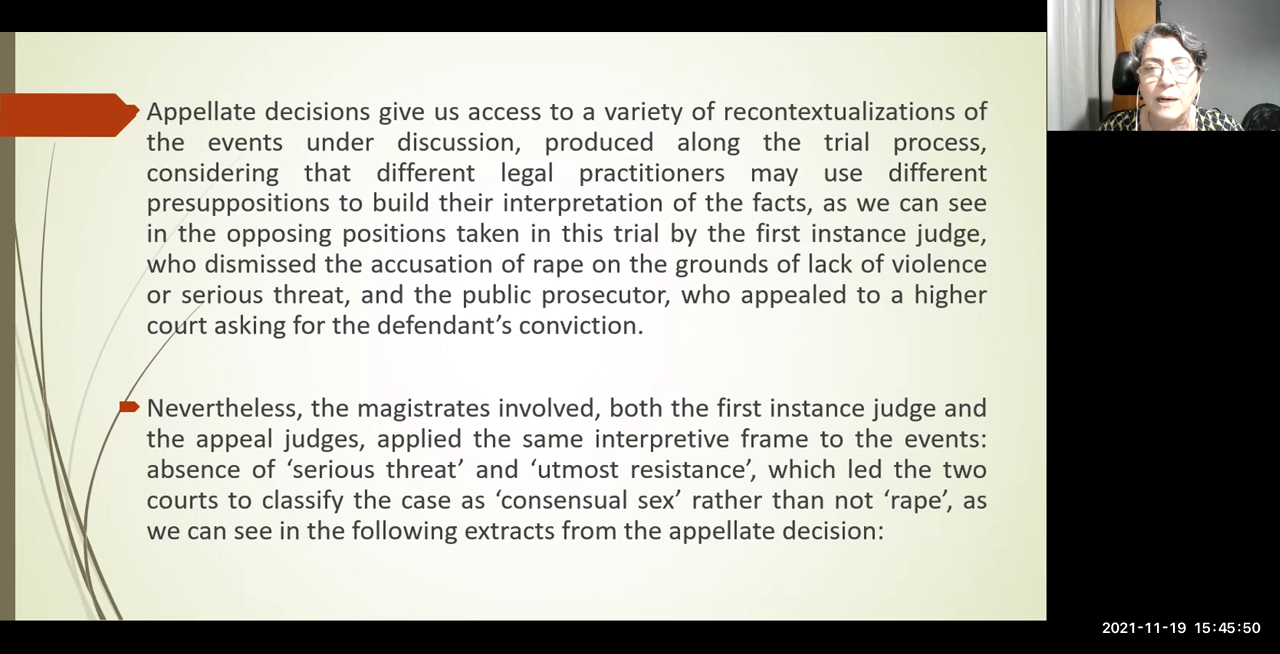 Appellate decisions give us access to a variety of recontextualizations of
the events under discussion, produced along the trial process,
considering that different legal practitioners may use different
presuppositions to build their interpretation of the facts, as we can see
in the opposing positions taken in this trial by the first instance judge,
who dismissed the accusation of rape on the grounds of lack of violence
or serious threat, and the public prosecutor, who appealed to a higher
court asking for the defendant’s conviction.
Nevertheless, the magistrates involved, both the first instance judge and
the appeal judges, applied the same interpretive frame to the events:
absence of ‘serious threat’ and ‘utmost resistance’, which led the two
courts to classify the case as ‘consensual sex’ rather than not ‘rape’, as
we can see in the following extracts from the appellate decision:
2021-11-19 15:45:50